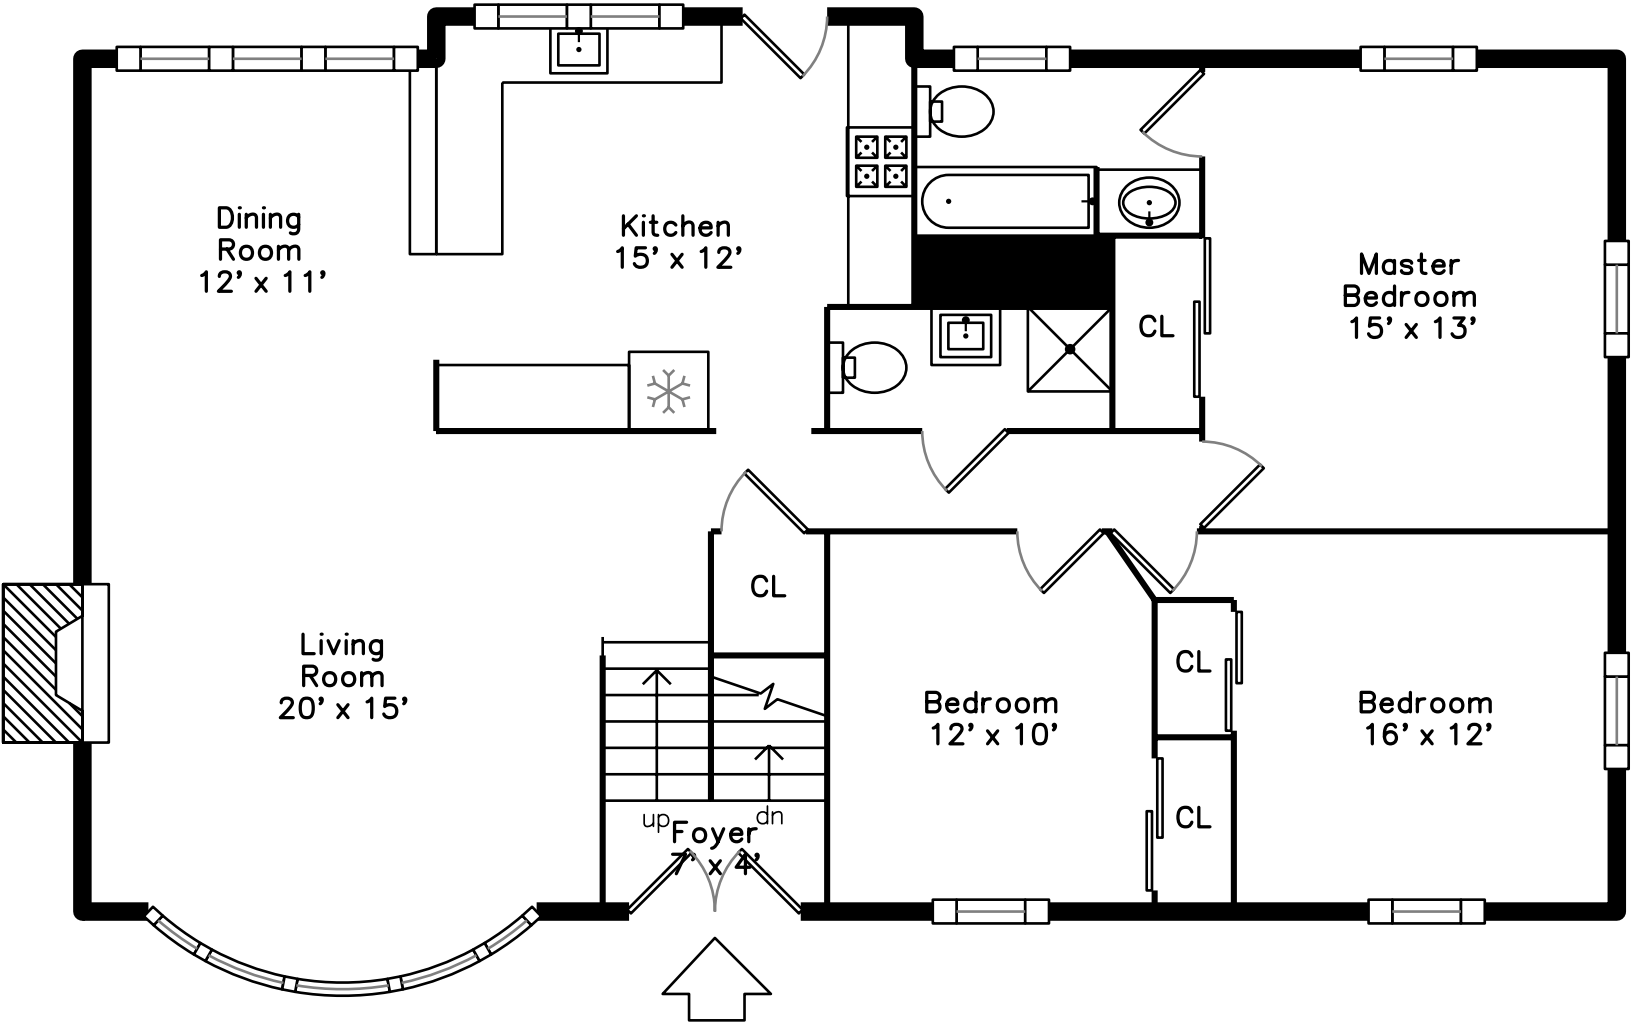 Dining
Room
12' x 11'
Kitchen
15' x 12'
Master
Bedroom
15' x 13'
CL
CL
Living
Room
20' x 15'
CL
Bedroom
12' x 10'
Bedroom
16' x 12'
CL
up
dn
Foyer
7' x 4'